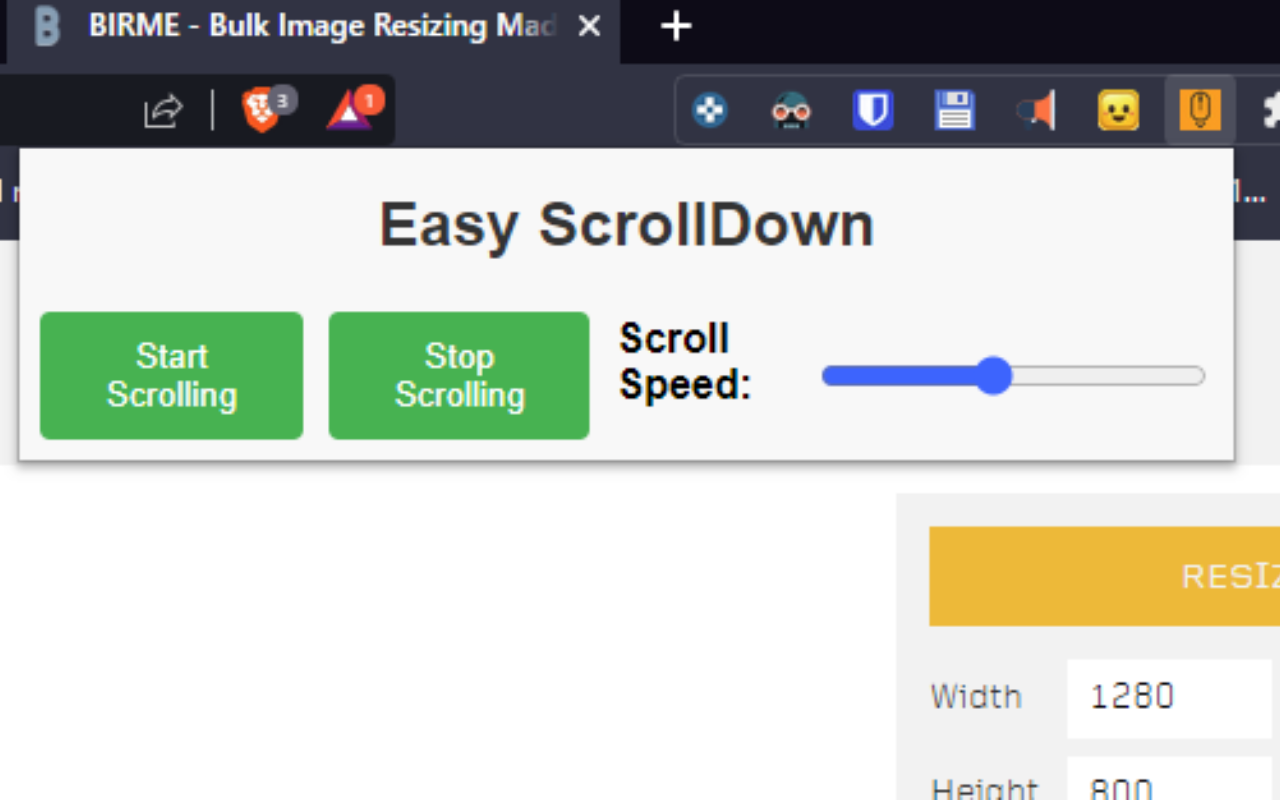 BIRME - Bulk Image Resizing Mad
3
1
Easy ScrollDown
Start
Scrolling
Stop
Scrolling
Scroll
Speed:
RESIZ
Width
1280
Height
800